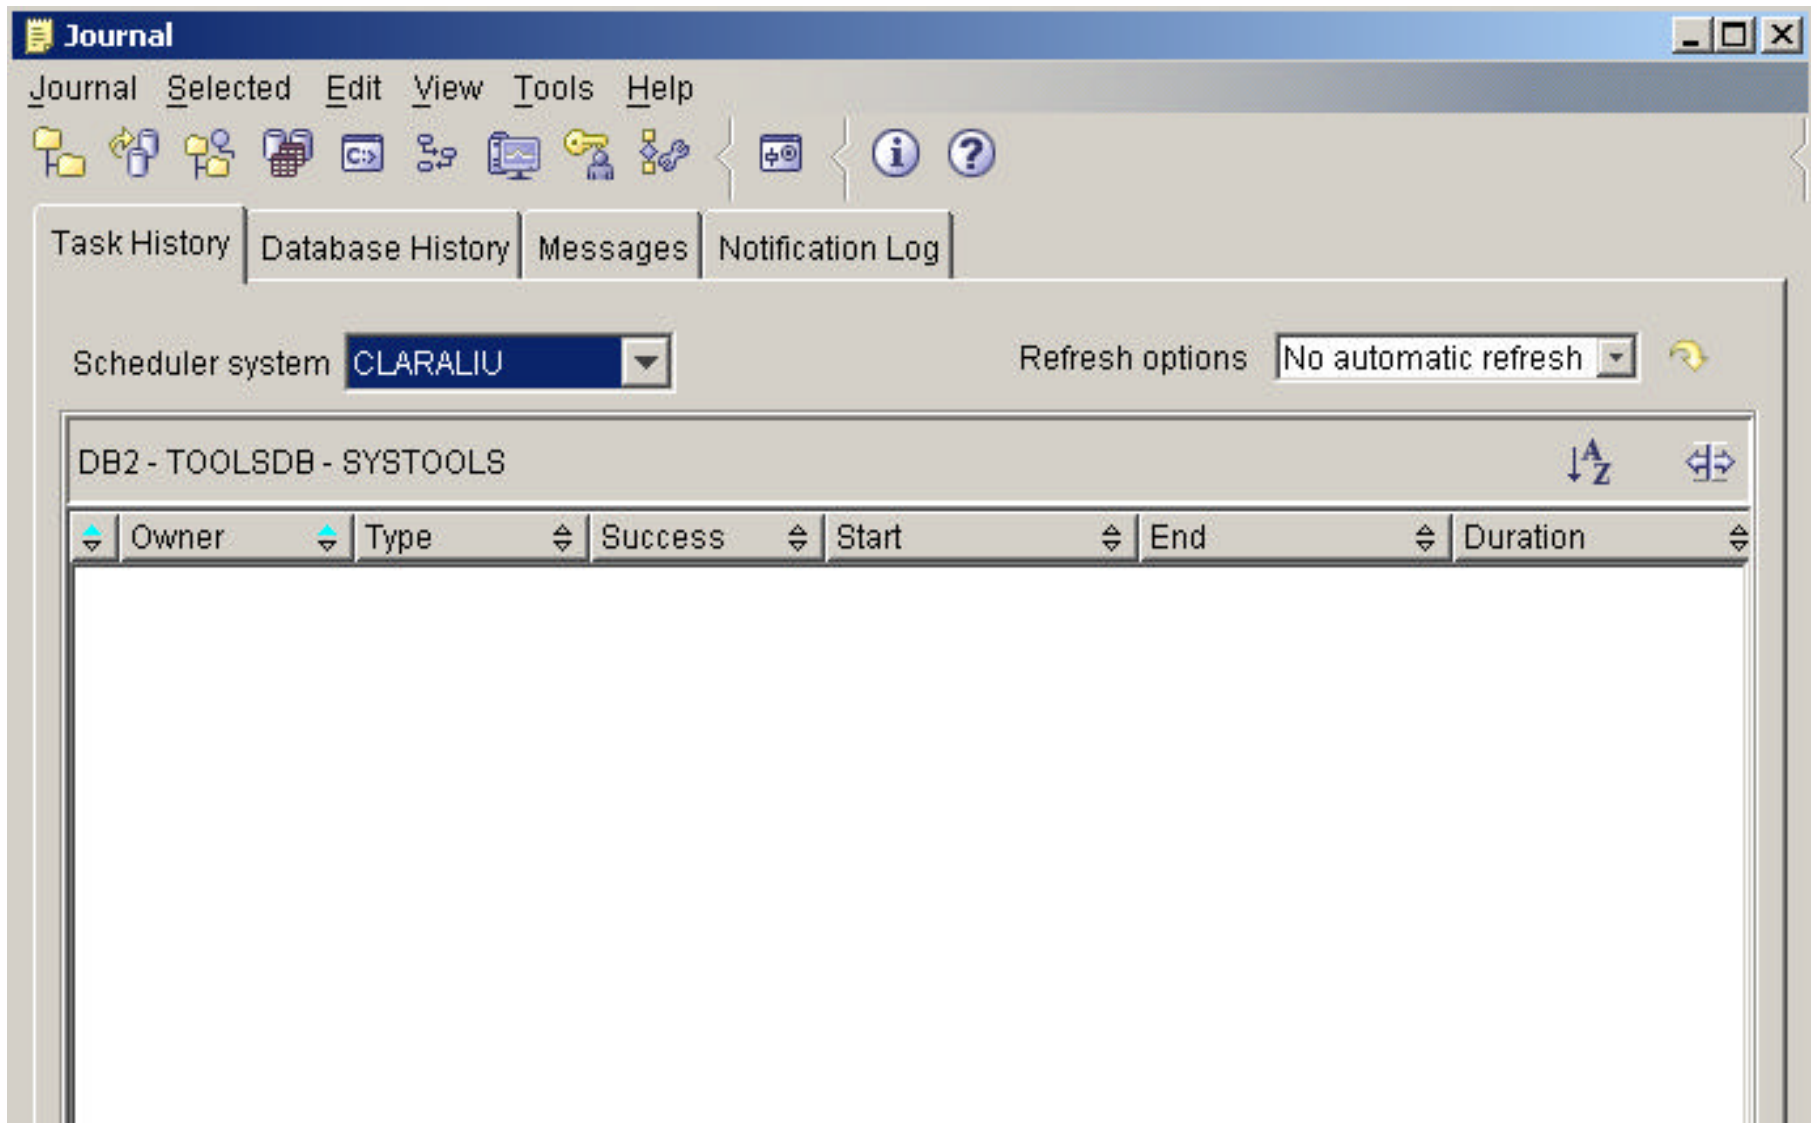 Journal
Journal Selected Edit View Tools Help
C:>
Task History Database History Messages Notification Log
Scheduler system CLARALIU Refresh options No automatic refresh
DB2 - TOOLSDB - SYSTOOLS
Owner Type Success Start End Duration